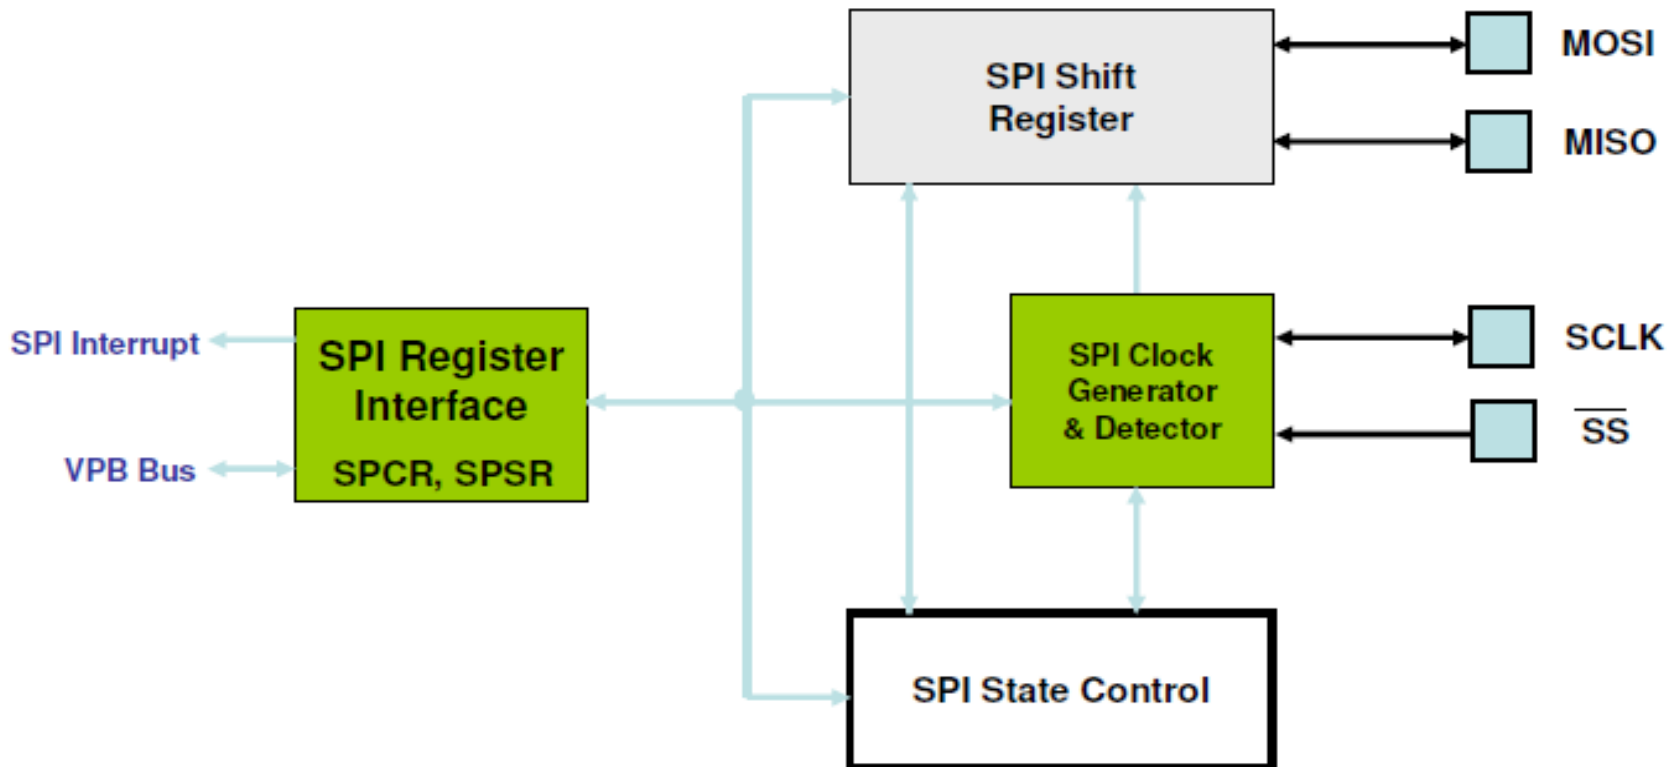 SPI Shift
Register
MOSI
MISO
SPI Interrupt
VPB Bus
SPI Register
Interface
SPCR, SPSR
SPI Clock
Generator
& Detector
SCLK
S̅S̅
SPI State Control